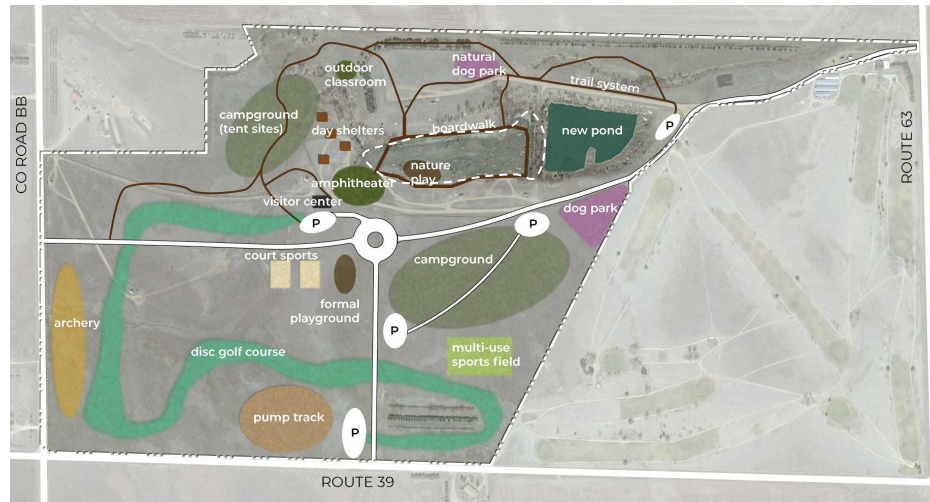 outdoor
classroom
natural
dog park
trail system
campground
(tent sites)
day shelters
boardwalk
new pond
P
nature
play
amphitheater
visitor center
P
P
dog park
CO ROAD BB
ROUTE 63
court sports
campground
formal
playground
archery
P
disc golf course
multi-use
sports field
pump track
P
ROUTE 39